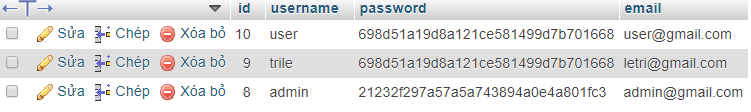 id username password email
Sửa Chép Xóa bỏ 10 user 698d51a19d8a121ce581499d7b701668 user@gmail.com
Sửa Chép Xóa bỏ 9 trile 698d51a19d8a121ce581499d7b701668 letri@gmail.com
Sửa Chép Xóa bỏ 8 admin 21232f297a57a5a743894a0e4a801fc3 admin@gmail.com